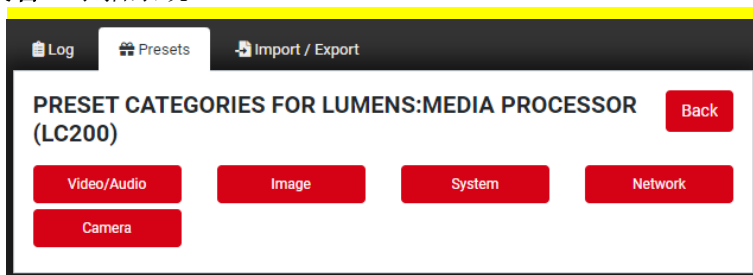 Log Presets Import / Export
PRESET CATEGORIES FOR LUMENS:MEDIA PROCESSOR
(LC200)
Back
Video/Audio Image System Network
Camera